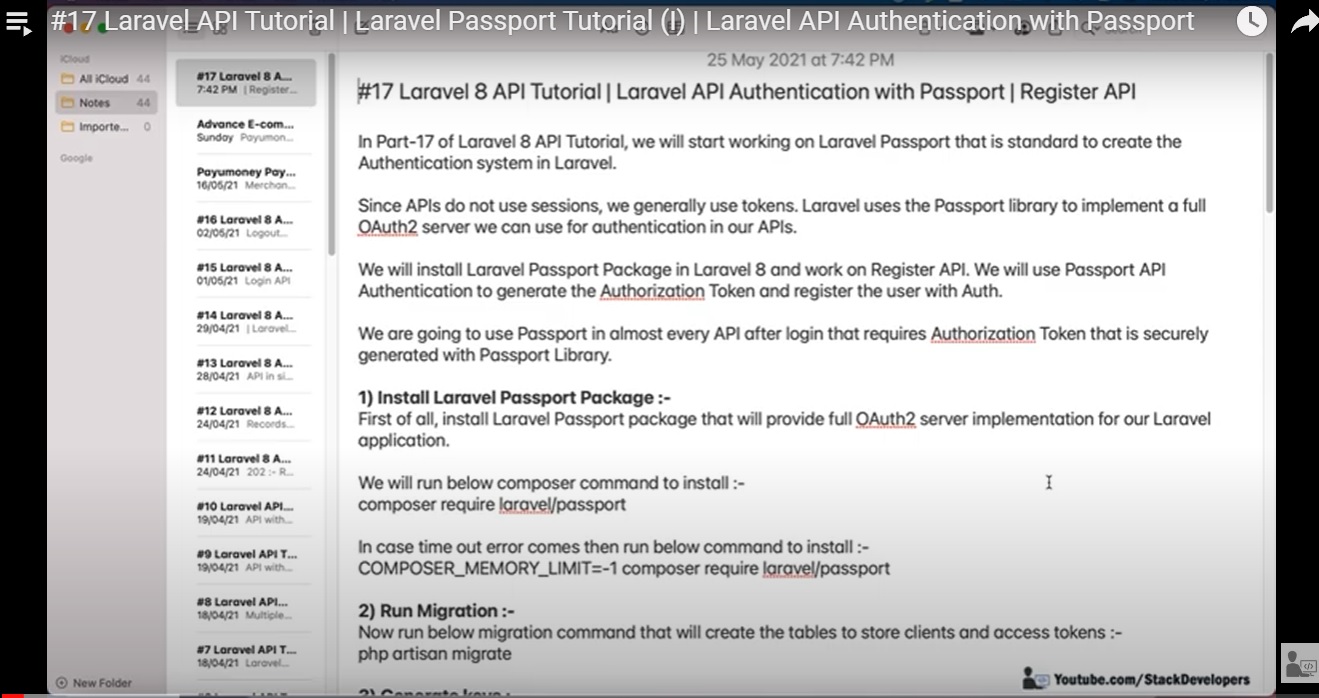 #17 Laravel API Tutorial | Laravel Passport Tutorial (I) | Laravel API Authentication with Passport
iCloud
All iCloud 44
Notes 44
Importe... 0
Google
New Folder
#17 Laravel 8 A...
7:42 PM | Register...
Advance E-com...
Sunday Payumon...
Payumoney Pay...
16/05/21 Merchan...
#16 Laravel 8 A...
02/05/21 Logout...
#15 Laravel 8 A...
01/05/21 Login API
#14 Laravel 8 A...
29/04/21 | Laravel...
#13 Laravel 8 A...
28/04/21 API in si...
#12 Laravel 8 A...
24/04/21 Records...
#11 Laravel 8 A...
24/04/21 202 :- R...
#10 Laravel API...
19/04/21 API with...
#9 Laravel API T...
19/04/21 API with...
#8 Laravel API...
18/04/21 Multiple...
#7 Laravel API T...
18/04/21 Laravel...
25 May 2021 at 7:42 PM
#17 Laravel 8 API Tutorial | Laravel API Authentication with Passport | Register API
In Part-17 of Laravel 8 API Tutorial, we will start working on Laravel Passport that is standard to create the
Authentication system in Laravel.
Since APIs do not use sessions, we generally use tokens. Laravel uses the Passport library to implement a full
OAuth2 server we can use for authentication in our APIs.
We will install Laravel Passport Package in Laravel 8 and work on Register API. We will use Passport API
Authentication to generate the Authorization Token and register the user with Auth.
We are going to use Passport in almost every API after login that requires Authorization Token that is securely
generated with Passport Library.
1) Install Laravel Passport Package :-
First of all, install Laravel Passport package that will provide full OAuth2 server implementation for our Laravel
application.
We will run below composer command to install :-
composer require laravel/passport
In case time out error comes then run below command to install :-
COMPOSER_MEMORY_LIMIT=-1 composer require laravel/passport
2) Run Migration :-
Now run below migration command that will create the tables to store clients and access tokens :-
php artisan migrate
3) Generate keys :-
Youtube.com/StackDevelopers